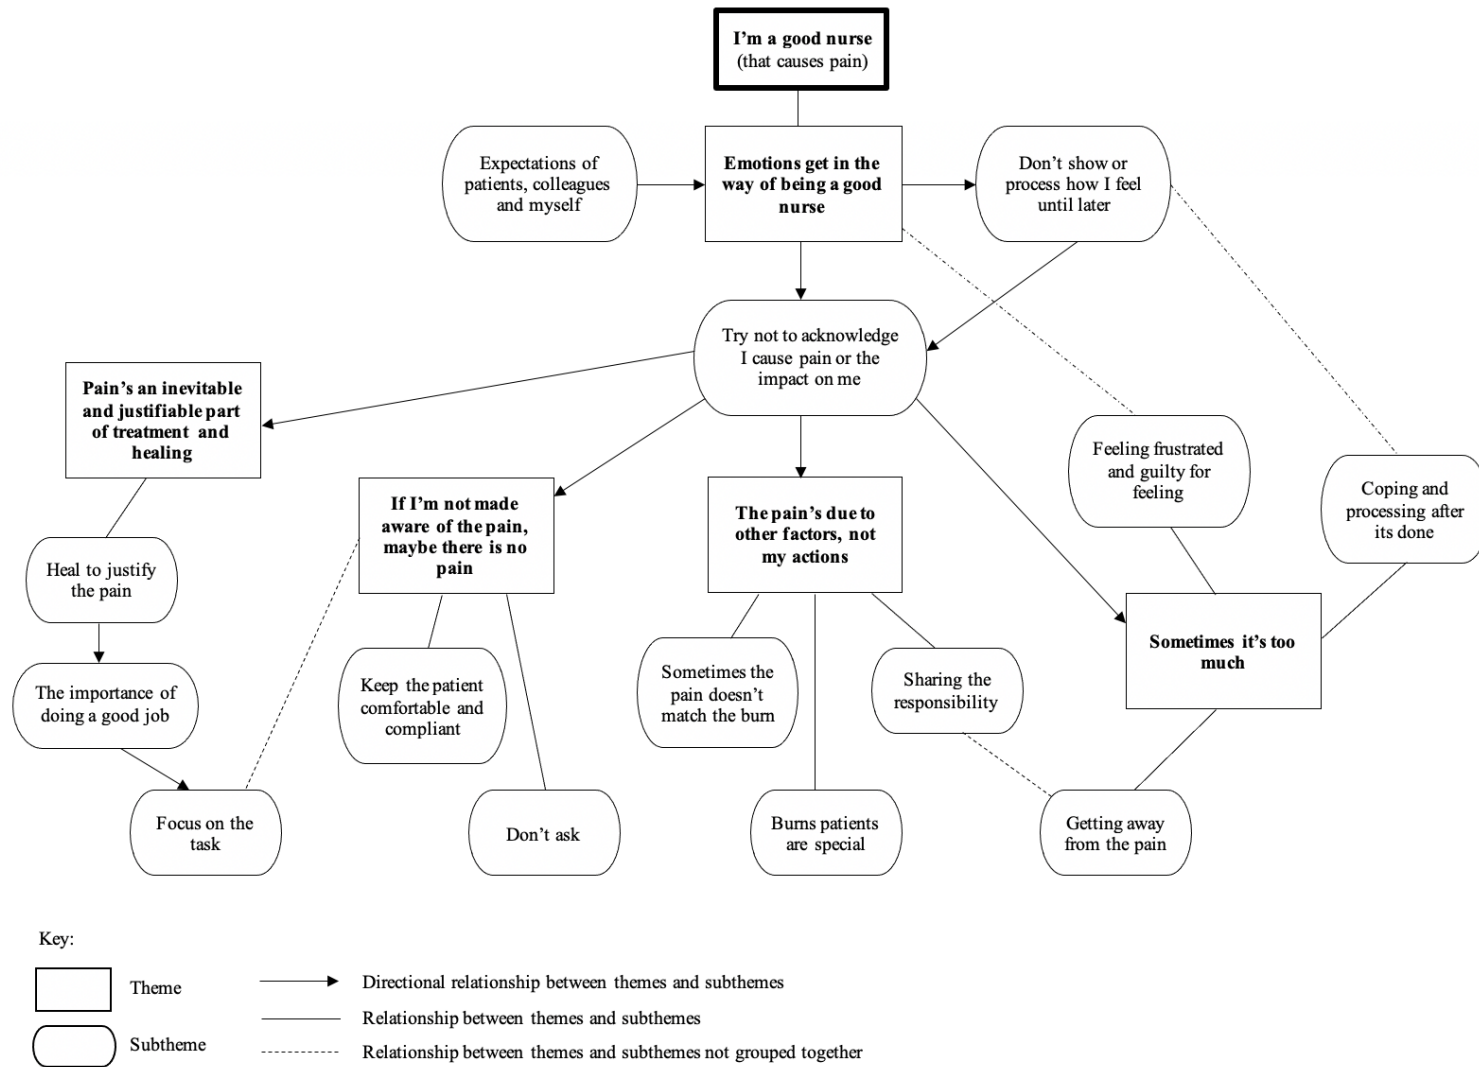 I'm a good nurse
(that causes pain)
Expectations of
patients, colleagues
and myself
Emotions get in the
way of being a good
nurse
Don't show or
process how I feel
until later
Try not to acknowledge
I cause pain or the
impact on me
Pain's an inevitable
and justifiable part
of treatment and
healing
If I'm not made
aware of the pain,
maybe there is no
pain
The pain's due to
other factors, not
my actions
Feeling frustrated
and guilty for
feeling
Coping and
processing after
its done
Heal to justify
the pain
Sometimes it's too
much
The importance of
doing a good job
Keep the patient
comfortable and
compliant
Sometimes the
pain doesn't
match the burn
Sharing the
responsibility
Focus on the
task
Don't ask
Burns patients
are special
Getting away
from the pain
Key:
Theme
Directional relationship between themes and subthemes
Relationship between themes and subthemes
Subtheme
Relationship between themes and subthemes not grouped together